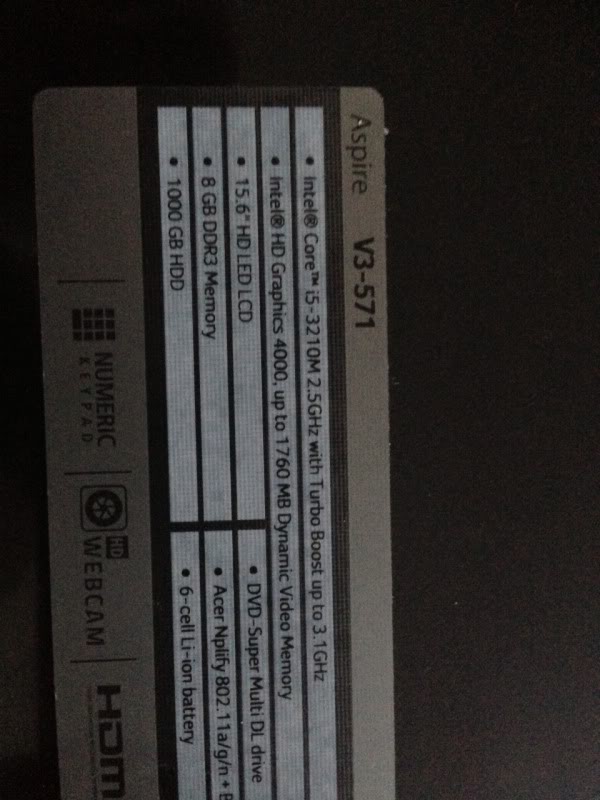 Aspire V3-571
• Intel® Core™ i5-3210M 2.5GHz with Turbo Boost up to 3.1GHz
• Intel® HD Graphics 4000, up to 1760 MB Dynamic Video Memory
• 15.6" HD LED LCD
• 8 GB DDR3 Memory
• 1000 GB HDD
• DVD-Super Multi DL drive
• Acer Nplify 802.11a/g/n +
• 6-cell Li-ion battery
NUMERIC
KEYPAD
HD
WEBCAM
HDMI